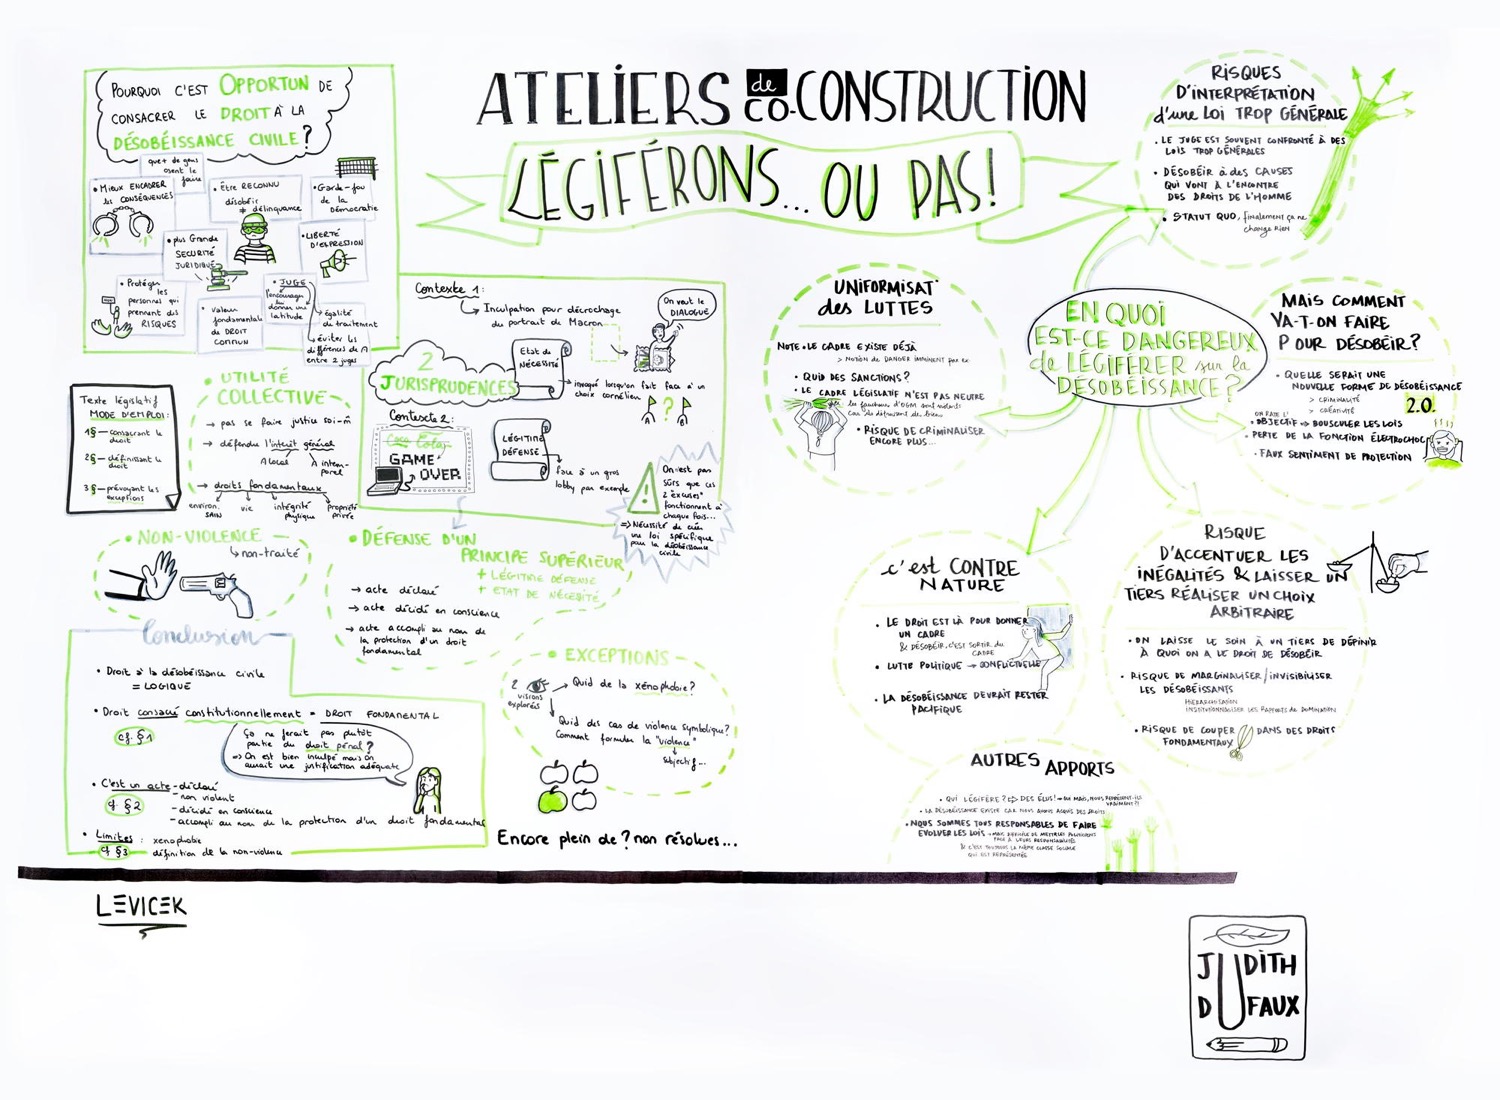 ATELIERS de CO-CONSTRUCTION
LÉGIFÉRONS... OU PAS!
POURQUOI C'EST OPPORTUN DE
CONSACRER LE DROIT À LA
DÉSOBÉISSANCE CIVILE?
que + de gens
osent le
faire
• MIEUX ENCADRER
les CONSÉQUENCES
• ÊTRE RECONNU
désobéir
≠ délinquance
• Garde-fou
de la
Démocratie
• plus Grande
SÉCURITÉ
JURIDIQUE
• LIBERTÉ
D'EXPRESSION
• Protéger
les
personnes qui
prennent des
RISQUES
• valeur
fondamentale
du DROIT
COMMUN
• JUGE
l'encourager
donner une
latitude
→ égalité
de traitement
→ éviter les
différences de
entre 2 juges
Texte législatif
MODE D'EMPLOI:
1§— consacrant le
droit
2§— définissant le
droit
3§— prévoyant les
exceptions
• UTILITÉ
COLLECTIVE
→ pas se faire justice soi-m̂
→ défendre l'intérêt général
À local
À intem-
porel
→ droits fondamentaux
environ.
SAIN
vie
intégrité
physique
propriété
privée
Contexte 1:
→ Inculpation pour décrochage
du portrait de Macron
On veut le
DIALOGUE
2
JURISPRUDENCES
Etat de
NÉCESSITÉ
→ invoqué lorsqu'on fait face à un
choix cornélien
A ? B
Contexte 2:
Coca Cola
GAME
OVER
LÉGITIME
DÉFENSE
→ face à un gros
lobby par exemple
On est pas
sûrs que ces
2 "excuses"
fonctionnent à
chaque fois...
=> Nécessité de créer
une loi spécifique
pour la désobéissance
civile
• NON-VIOLENCE
↳ non-traité
• DÉFENSE D'UN
PRINCIPE SUPÉRIEUR
+ LÉGITIME DÉFENSE
+ ETAT DE NÉCESITÉ
→ acte déclaré
→ acte décidé en conscience
→ acte accompli au nom de
la protection d'un droit
fondamental
Conclusion
• Droit à la désobéissance civile
= LOGIQUE
• Droit consacré constitutionnellement = DROIT FONDAMENTAL
cf. §1
Ça ne ferait pas plutôt
partie du droit pénal?
=> On est bien inculpé mais on
aurait une justification adéquate
• C'est un acte - déclaré
- non violent
cf. §2
- décidé en conscience
- accompli au nom de la protection d'un droit fondamental
• Limites : xénophobie
cf §3
définition de la non-violence
• EXCEPTIONS
2
visions
explorées
→ Quid de la xénophobie?
Quid des cas de violence symbolique?
Comment formuler la "violence"
Subjectif...
Encore plein de ? non résolues...
EN QUOI
EST-CE DANGEREUX
de LÉGIFÉRER sur la
DÉSOBÉISSANCE?
RISQUES
D'INTERPRÉTATION
d'une LOI TROP GÉNÉRALE
• LE JUGE EST SOUVENT CONFRONTÉ À DES
LOIS TROP GÉNÉRALES
• DÉSOBÉIR à des CAUSES
QUI VONT À L'ENCONTRE
DES DROITS DE L'HOMME
• STATUT QUO, finalement ça ne
change rien
UNIFORMISAT°
des LUTTES
NOTE • LE CADRE EXISTE DÉJÀ
> NOTION DE DANGER IMMINENT par ex.
• QUID DES SANCTIONS?
• LE CADRE LÉGISLATIF N'EST PAS NEUTRE
les faucheurs d'OGM sont violents
car ils détruisent des biens
• RISQUE DE CRIMINALISER
ENCORE PLUS...
MAIS COMMENT
VA-T-ON FAIRE
POUR DÉSOBÉIR?
• QUELLE SERAIT UNE
NOUVELLE FORME DE DÉSOBÉISSANCE
> CRIMINALITÉ
> CRÉATIVITÉ
2.0.
ON RATE L'
• OBJECTIF → BOUSCULER LES LOIS
• PERTE DE LA FONCTION ÉLECTROCHOC
• FAUX SENTIMENT DE PROTECTION
c'est CONTRE
NATURE
• LE DROIT EST LÀ POUR DONNER
UN CADRE
& DÉSOBÉIR, C'EST SORTIR du
CADRE
• LUTTE POLITIQUE → CONFLICTUELLE
• LA DÉSOBÉISSANCE DEVRAIT RESTER
PACIFIQUE
RISQUE
D'ACCENTUER LES
INÉGALITÉS & LAISSER UN
TIERS RÉALISER UN CHOIX
ARBITRAIRE
• ON LAISSE LE SOIN À UN TIERS DE DÉFINIR
À QUOI ON A LE DROIT DE DÉSOBÉIR
• RISQUE DE MARGINALISER/INVISIBILISER
LES DÉSOBÉISSANTS
HIÉRARCHISATION
INSTITUTIONNALISER LES RAPPORTS DE DOMINATION
• RISQUE DE COUPER DANS DES DROITS
FONDAMENTAUX
AUTRES APPORTS
• QUI LÉGIFÈRE? => DES ÉLUS! → OUI MAIS, NOUS REPRÉSENTENT-ILS
VRAIMENT?!
• LA DÉSOBÉISSANCE EXISTE CAR NOUS AVONS ACQUIS DES DROITS
• NOUS SOMMES TOUS RESPONSABLES DE FAIRE
ÉVOLUER LES LOIS → MAIS DIFFICILE DE METTRE LES POLITICIENS
FACE À LEURS RESPONSABILITÉS
& C'EST TOUJOURS LA MÊME CLASSE SOCIALE
QUI EST REPRÉSENTÉE
LEVICEK
JUDITH
DUFAUX